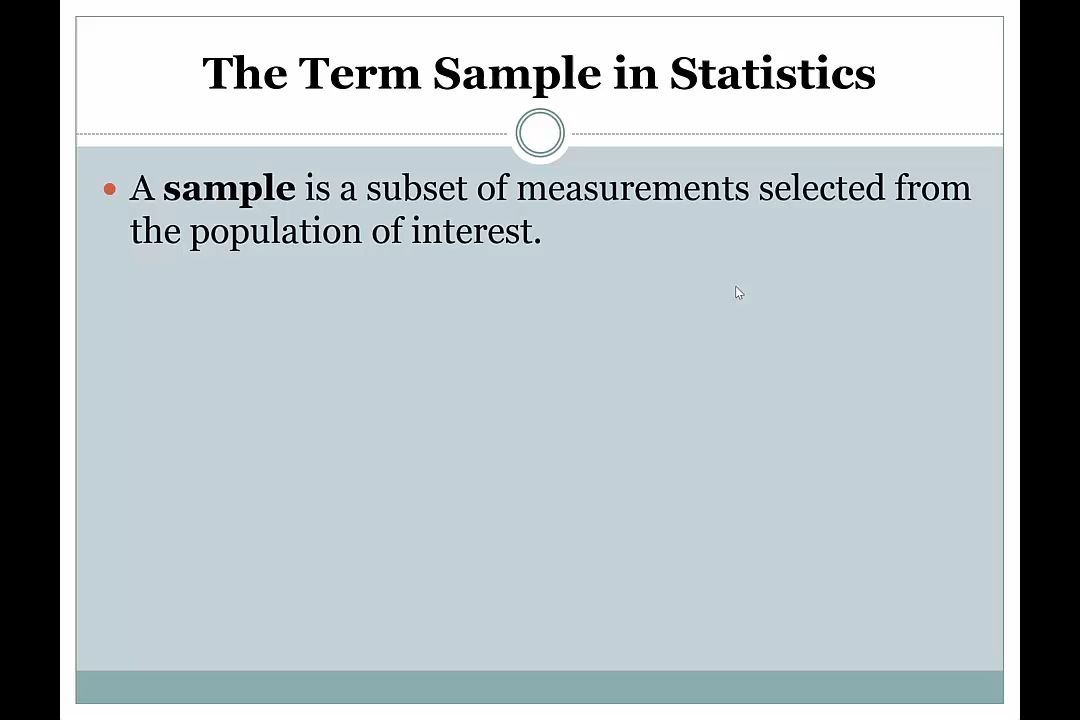 The Term Sample in Statistics
• A sample is a subset of measurements selected from
the population of interest.